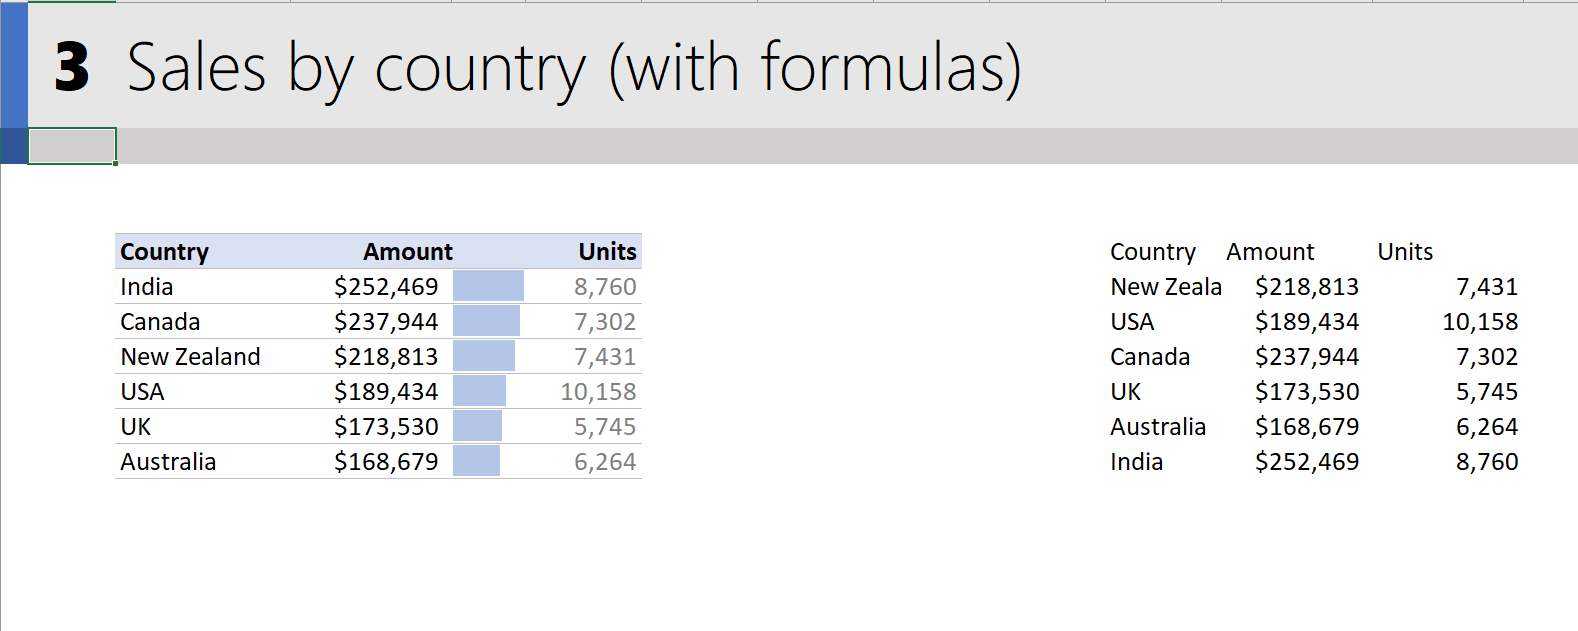 3 Sales by country (with formulas)
Country Amount Units
India $252,469 8,760
Canada $237,944 7,302
New Zealand $218,813 7,431
USA $189,434 10,158
UK $173,530 5,745
Australia $168,679 6,264
Country Amount Units
New Zeala $218,813 7,431
USA $189,434 10,158
Canada $237,944 7,302
UK $173,530 5,745
Australia $168,679 6,264
India $252,469 8,760